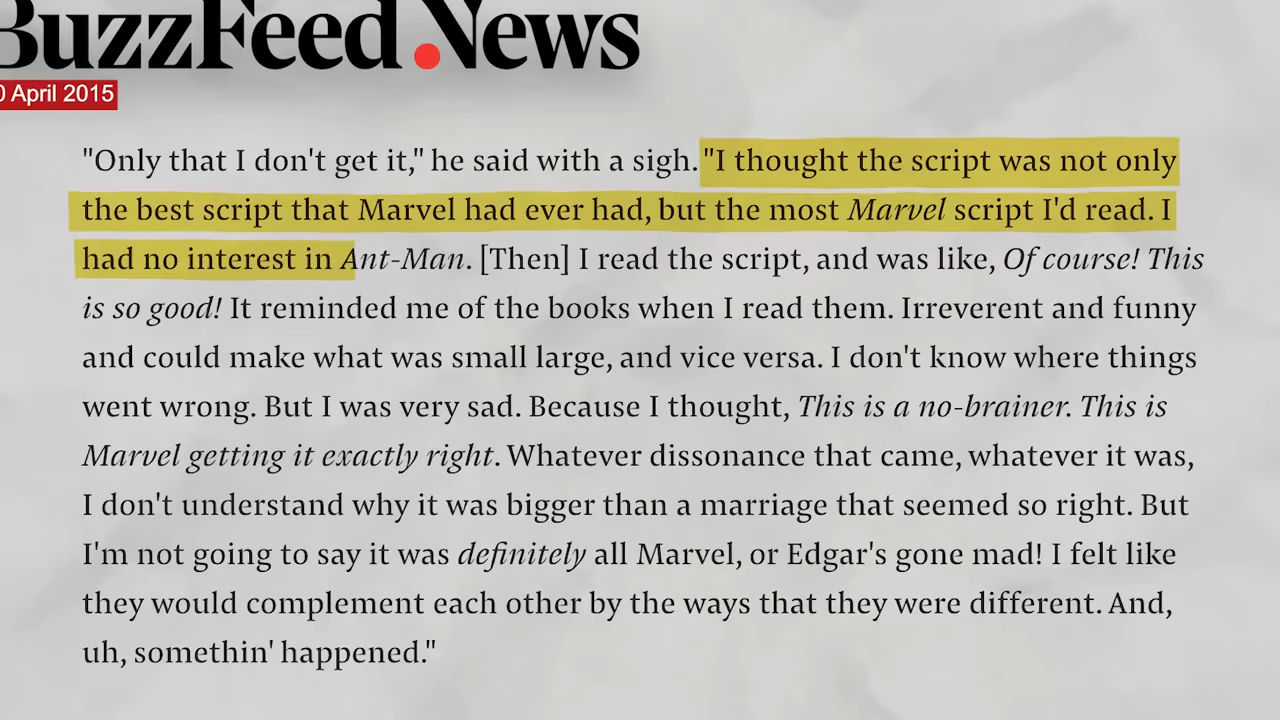 BuzzFeed News
0 April 2015
"Only that I don't get it," he said with a sigh. "I thought the script was not only
the best script that Marvel had ever had, but the most Marvel script I'd read. I
had no interest in Ant-Man. [Then] I read the script, and was like, Of course! This
is so good! It reminded me of the books when I read them. Irreverent and funny
and could make what was small large, and vice versa. I don't know where things
went wrong. But I was very sad. Because I thought, This is a no-brainer. This is
Marvel getting it exactly right. Whatever dissonance that came, whatever it was,
I don't understand why it was bigger than a marriage that seemed so right. But
I'm not going to say it was definitely all Marvel, or Edgar's gone mad! I felt like
they would complement each other by the ways that they were different. And,
uh, somethin' happened."